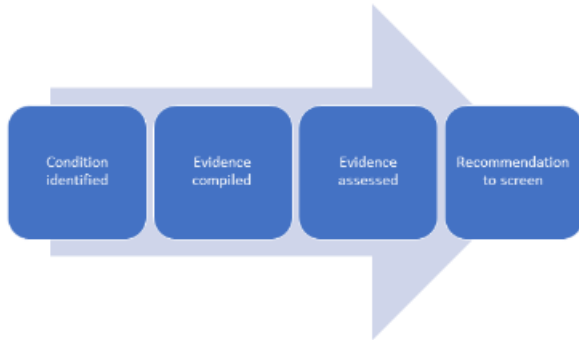 Condition
identified
Evidence
compiled
Evidence
assessed
Recommendation
to screen